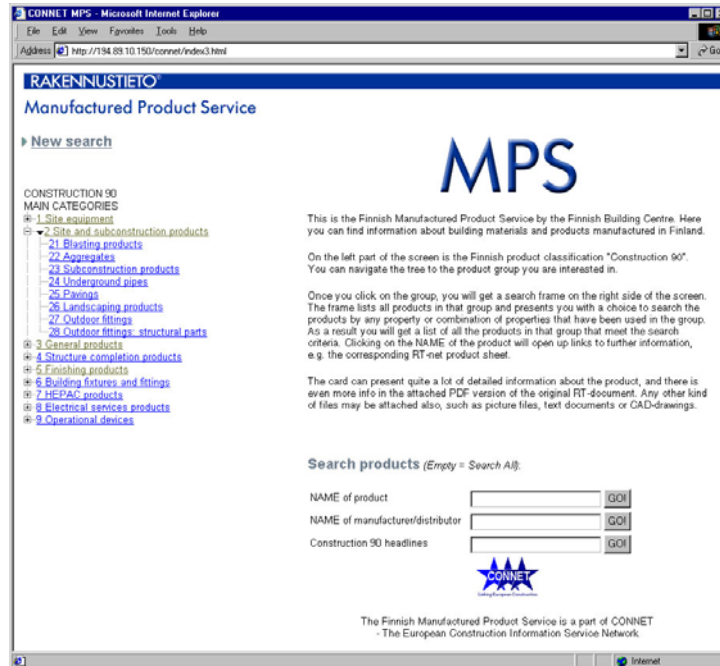 CONNET MPS - Microsoft Internet Explorer
File Edit View Favorites Tools Help
Address http://194.89.10.150/connet/index3.html Go
RAKENNUSTIETO®
Manufactured Product Service
New search
CONSTRUCTION 90
MAIN CATEGORIES
1 Site equipment
2 Site and subconstruction products
21 Blasting products
22 Aggregates
23 Subconstruction products
24 Underground pipes
25 Pavings
26 Landscaping products
27 Outdoor fittings
28 Outdoor fittings: structural parts
3 General products
4 Structure completion products
5 Finishing products
6 Building fixtures and fittings
7 HEPAC products
8 Electrical services products
9 Operational devices
MPS
This is the Finnish Manufactured Product Service by the Finnish Building Centre. Here
you can find information about building materials and products manufactured in Finland.
On the left part of the screen is the Finnish product classification "Construction 90".
You can navigate the tree to the product group you are interested in.
Once you click on the group, you will get a search frame on the right side of the screen.
The frame lists all products in that group and presents you with a choice to search the
products by any property or combination of properties that have been used in the group.
As a result you will get a list of all the products in that group that meet the search
criteria. Clicking on the NAME of the product will open up links to further information,
e.g. the corresponding RT-net product sheet.
The card can present quite a lot of detailed information about the product, and there is
even more info in the attached PDF version of the original RT-document. Any other kind
of files may be attached also, such as picture files, text documents or CAD-drawings.
Search products (Empty = Search All):
NAME of product GO!
NAME of manufacturer/distributor GO!
Construction 90 headlines GO!
CONNET
Linking European Construction
The Finnish Manufactured Product Service is a part of CONNET
- The European Construction Information Service Network
Internet